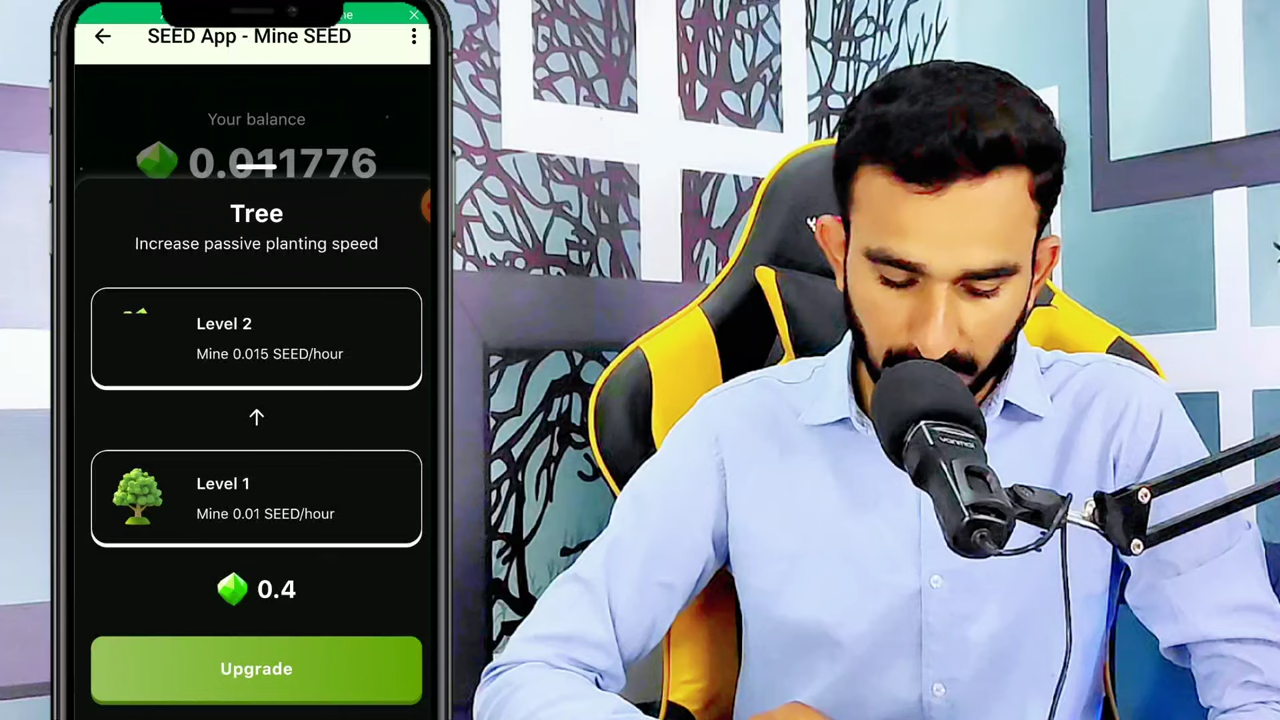 SEED App - Mine SEED
Your balance
0.011776
Tree
Increase passive planting speed
Level 2
Mine 0.015 SEED/hour
Level 1
Mine 0.01 SEED/hour
0.4
Upgrade